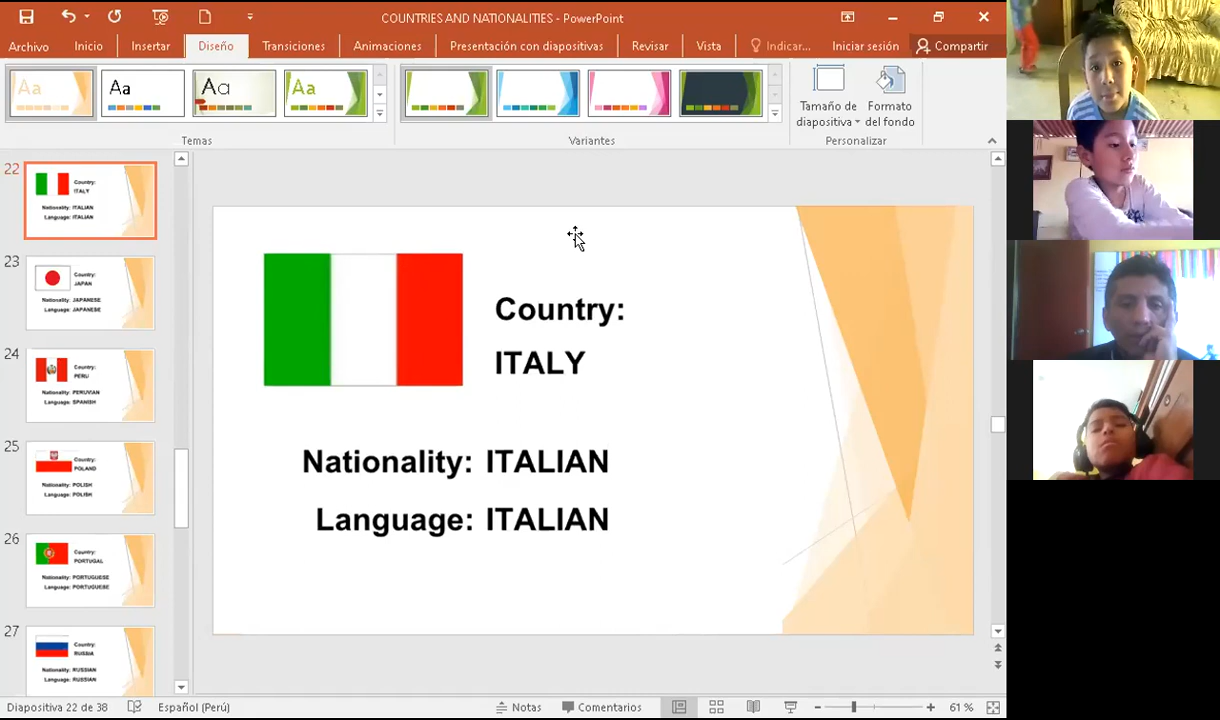 COUNTRIES AND NATIONALITIES - PowerPoint
Archivo Inicio Insertar Diseño Transiciones Animaciones Presentación con diapositivas Revisar Vista Indicar... Iniciar sesión Compartir
Aa Aa Aa Aa
Tamaño de diapositiva
Formato del fondo
Temas Variantes Personalizar
22
Country:
ITALY
Nationality: ITALIAN
Language: ITALIAN
23
Country:
JAPAN
Nationality: JAPANESE
Language: JAPANESE
24
Country:
PERU
Nationality: PERUVIAN
Language: SPANISH
25
Country:
POLAND
Nationality: POLISH
Language: POLISH
26
Country:
PORTUGAL
Nationality: PORTUGUESE
Language: PORTUGUESE
27
Country:
RUSSIA
Nationality: RUSSIAN
Language: RUSSIAN
Country:
ITALY
Nationality: ITALIAN
Language: ITALIAN
Diapositiva 22 de 38 Español (Perú) Notas Comentarios 61 %